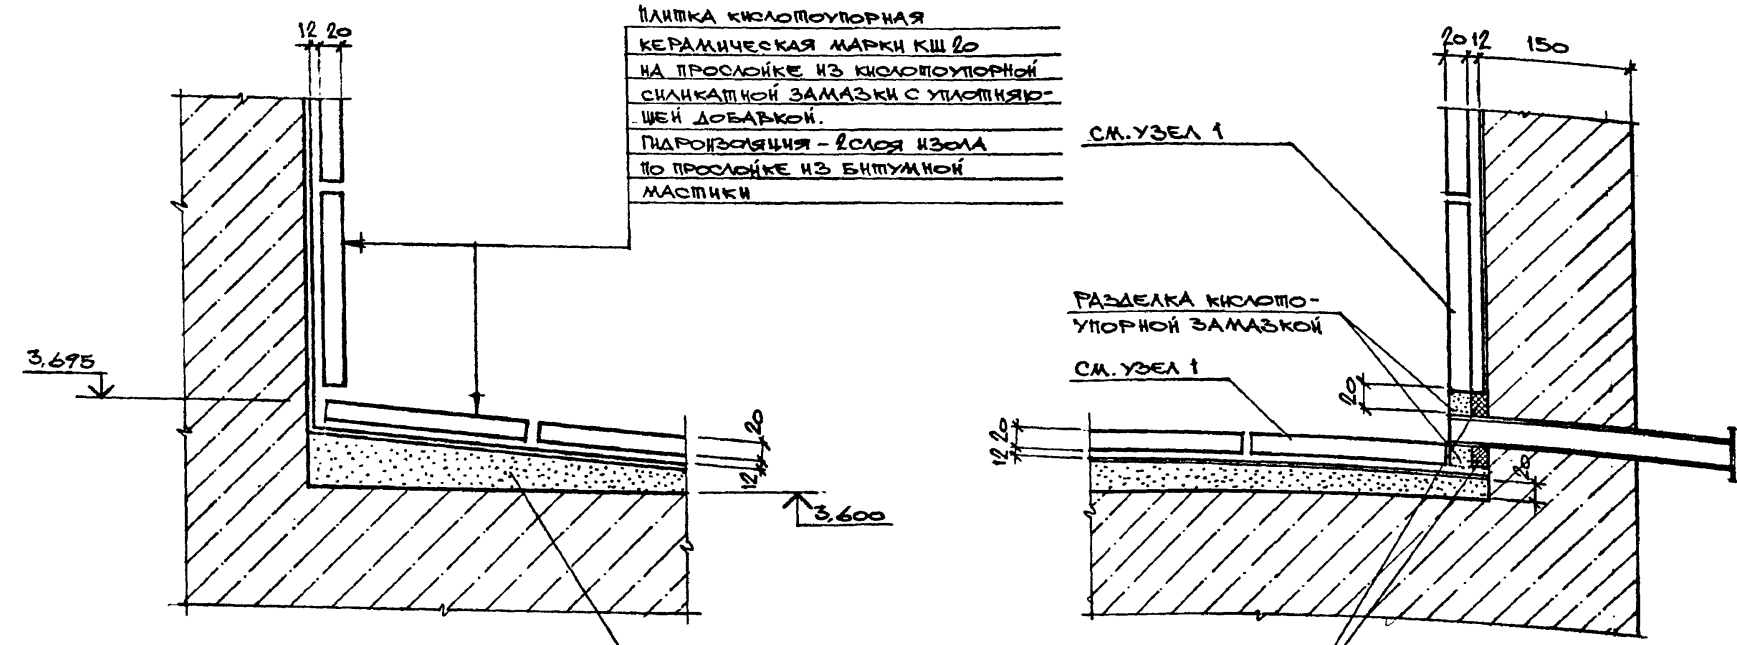 12 20
ПЛИТКА КИСЛОТОУПОРНАЯ
КЕРАМИЧЕСКАЯ МАРКИ КШ 20
НА ПРОСЛОЙКЕ ИЗ КИСЛОТОУПОРНОЙ
СИЛИКАТНОЙ ЗАМАЗКИ С УПЛОТНЯЮ-
ЩЕЙ ДОБАВКОЙ.
ГИДРОИЗОЛЯЦИЯ - 2 СЛОЯ ИЗОЛА
ПО ПРОСЛОЙКЕ ИЗ БИТУМНОЙ
МАСТИКИ
3,695
20
12
3,600
20 12 150
СМ. УЗЕЛ 1
РАЗДЕЛКА КИСЛОТО-
УПОРНОЙ ЗАМАЗКОЙ
СМ. УЗЕЛ 1
20
12 20
20